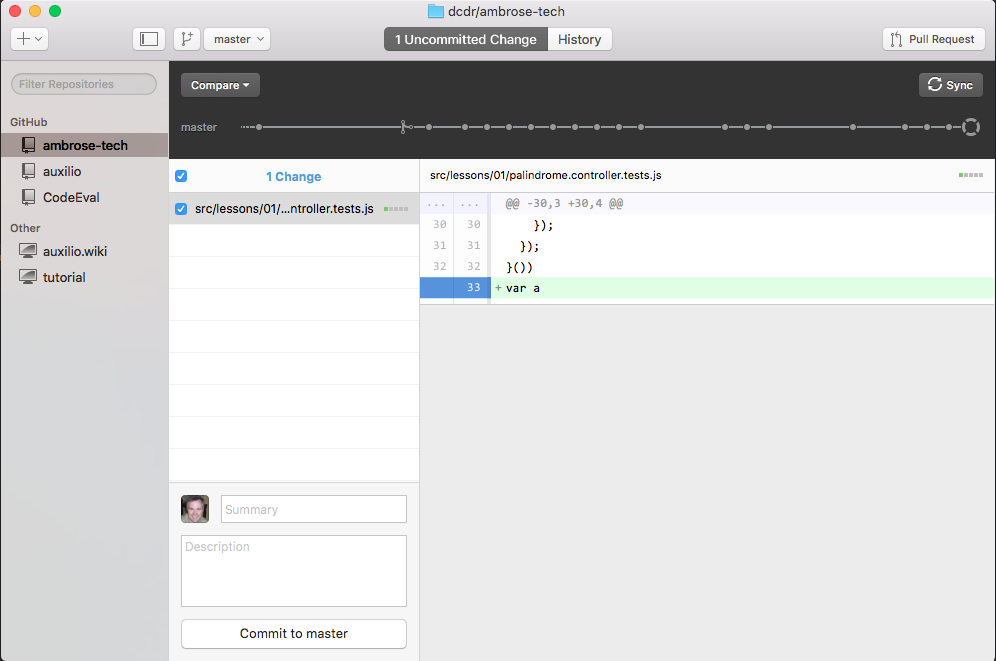 dcdr/ambrose-tech
master
1 Uncommitted Change
History
Pull Request
Filter Repositories
GitHub
ambrose-tech
auxilio
CodeEval
Other
auxilio.wiki
tutorial
Compare
Sync
master
1 Change
src/lessons/01/...ntroller.tests.js
Summary
Description
Commit to master
src/lessons/01/palindrome.controller.tests.js
... ... @@ -30,3 +30,4 @@
30 30 });
31 31 });
32 32 }())
33 + var a